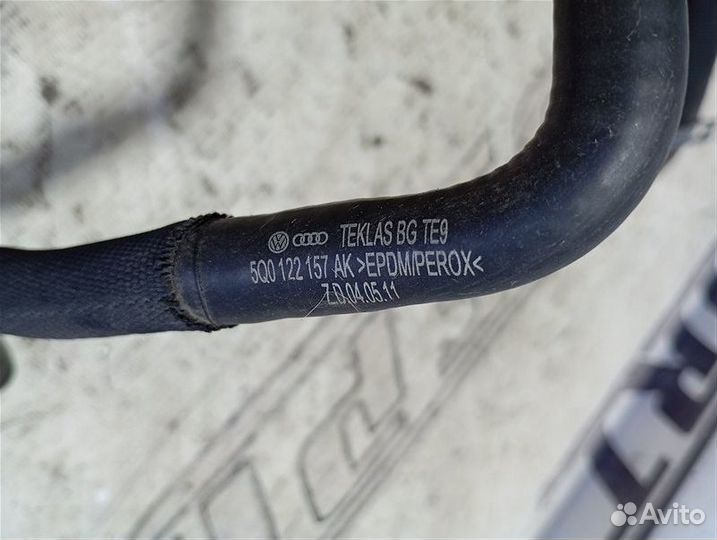 TEKLAS BG TE9
5Q0 122 157 AK >EPDM/PEROX<
Z.D.04.05.11
Avito